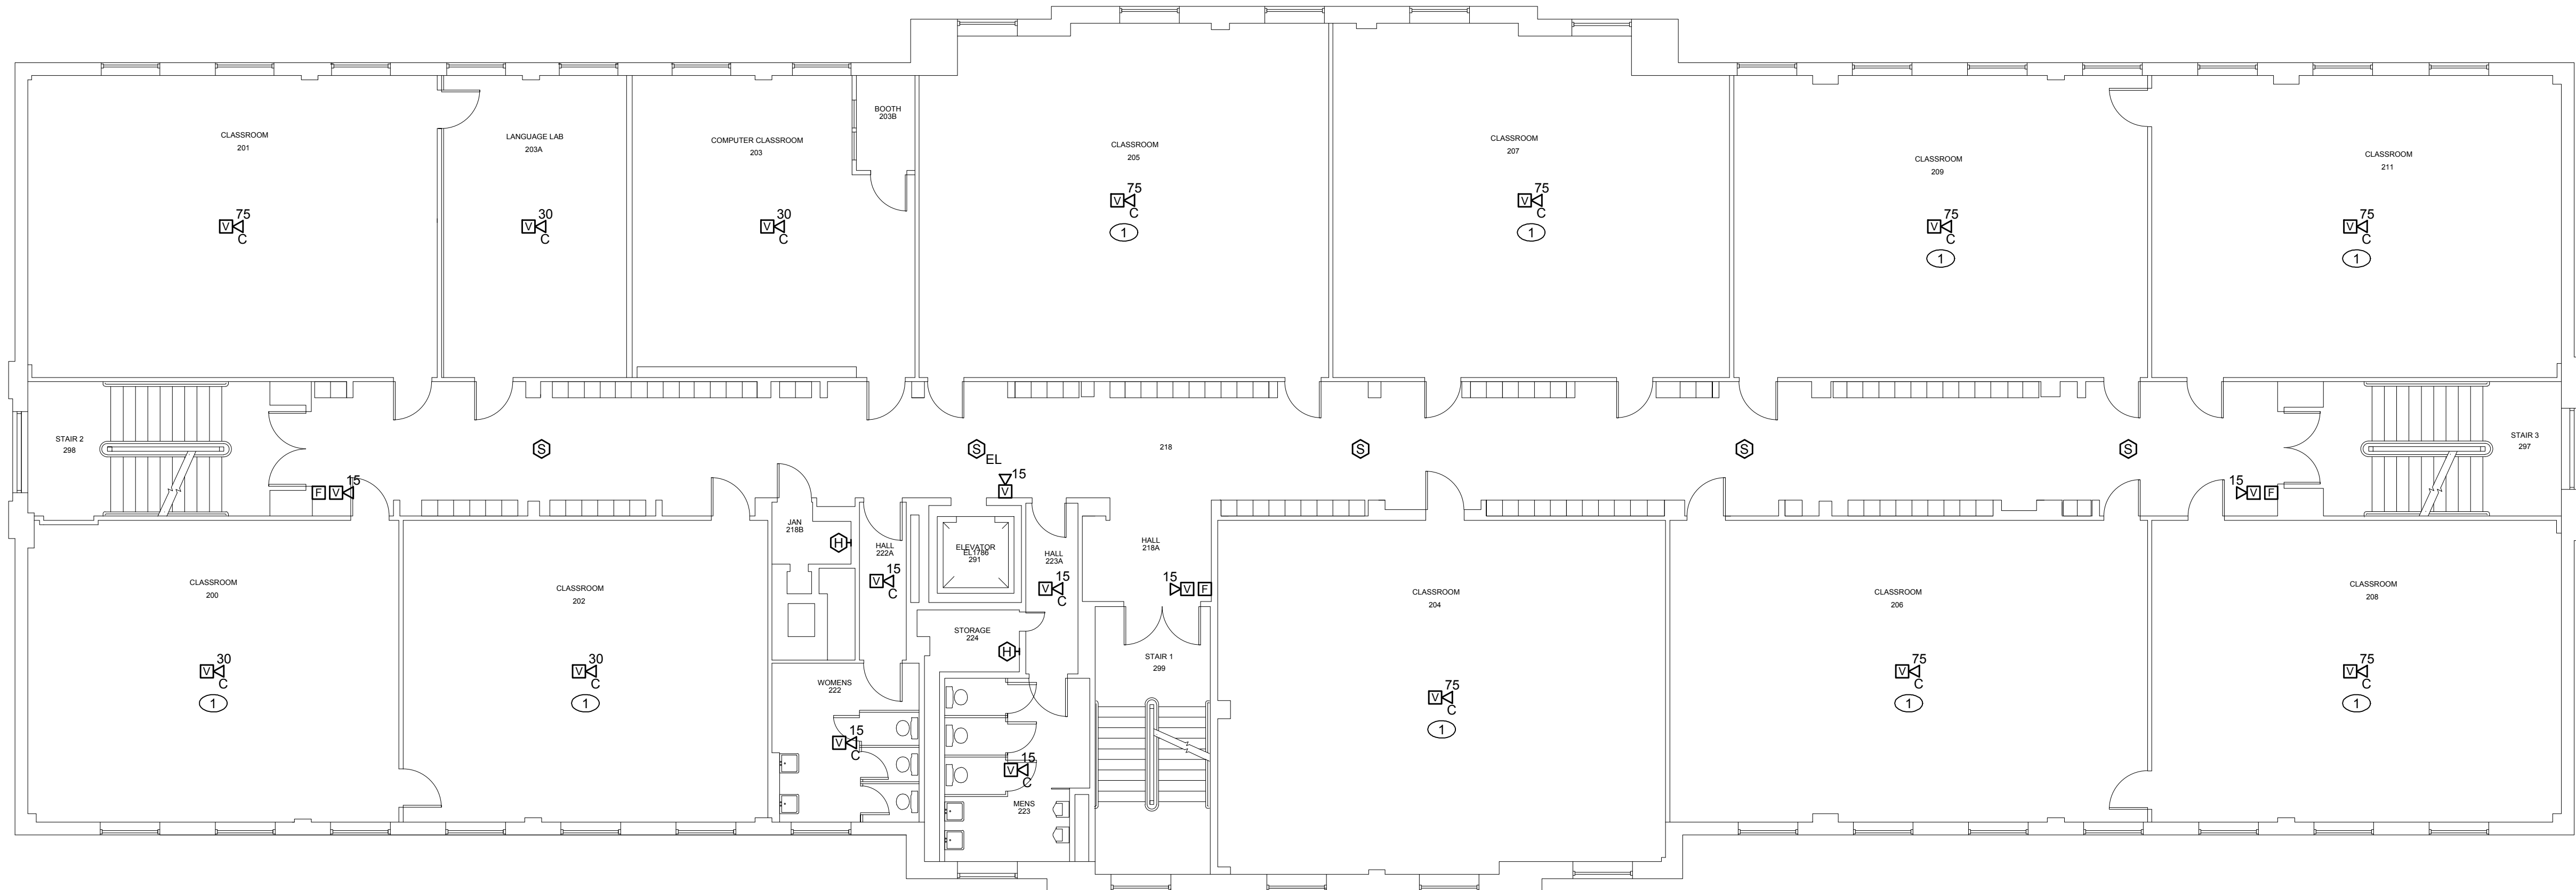 CLASSROOM
201
V
75
C
LANGUAGE LAB
203A
V
30
C
COMPUTER CLASSROOM
203
V
30
C
BOOTH
203B
CLASSROOM
205
V
75
C
1
CLASSROOM
207
V
75
C
1
CLASSROOM
209
V
75
C
1
CLASSROOM
211
V
75
C
1
STAIR 2
298
F
V
15
S
S
EL
15
V
218
S
S
S
15
V
F
STAIR 3
297
CLASSROOM
200
V
30
C
1
CLASSROOM
202
V
30
C
1
JAN
218B
H
HALL
222A
V
15
C
ELEVATOR
EL1786
291
HALL
223A
V
15
C
HALL
218A
15
V
F
STORAGE
224
H
STAIR 1
299
WOMENS
222
V
15
C
V
15
C
MENS
223
CLASSROOM
204
V
75
C
1
CLASSROOM
206
V
75
C
1
CLASSROOM
208
V
75
C
1